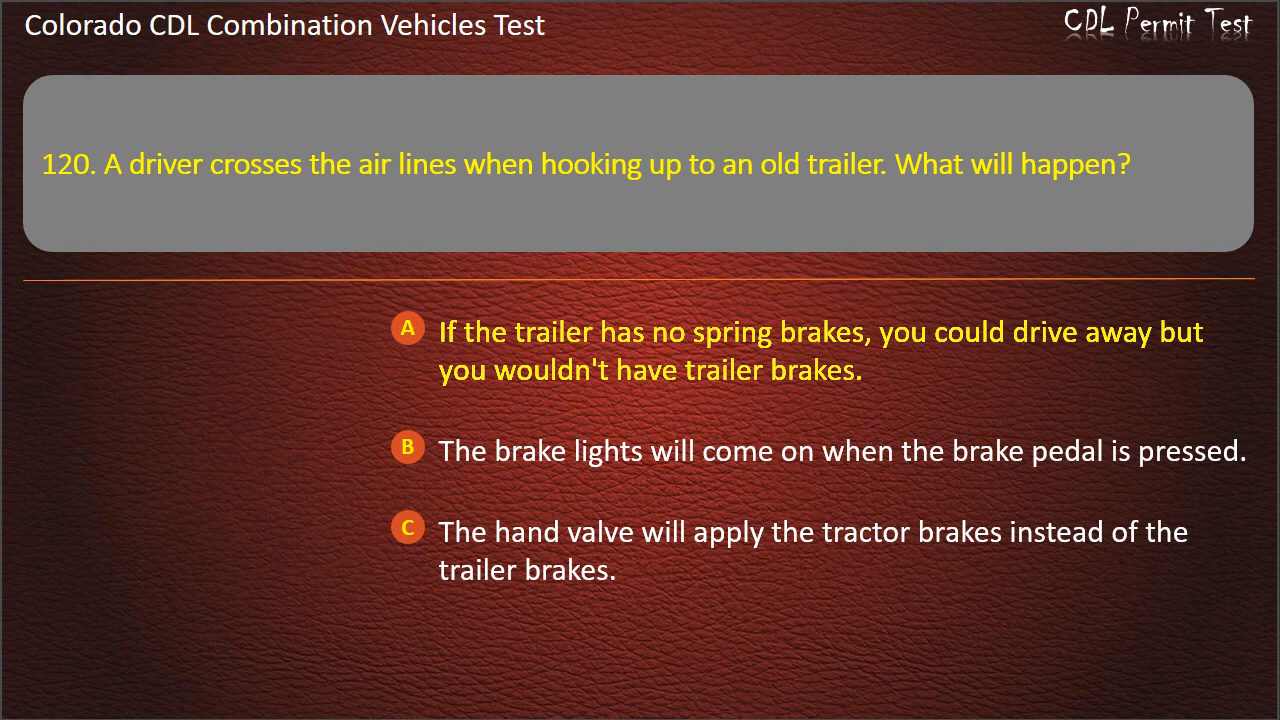 Colorado CDL Combination Vehicles Test
CDL Permit Test
120. A driver crosses the air lines when hooking up to an old trailer. What will happen?
A If the trailer has no spring brakes, you could drive away but
you wouldn't have trailer brakes.
B The brake lights will come on when the brake pedal is pressed.
C The hand valve will apply the tractor brakes instead of the
trailer brakes.